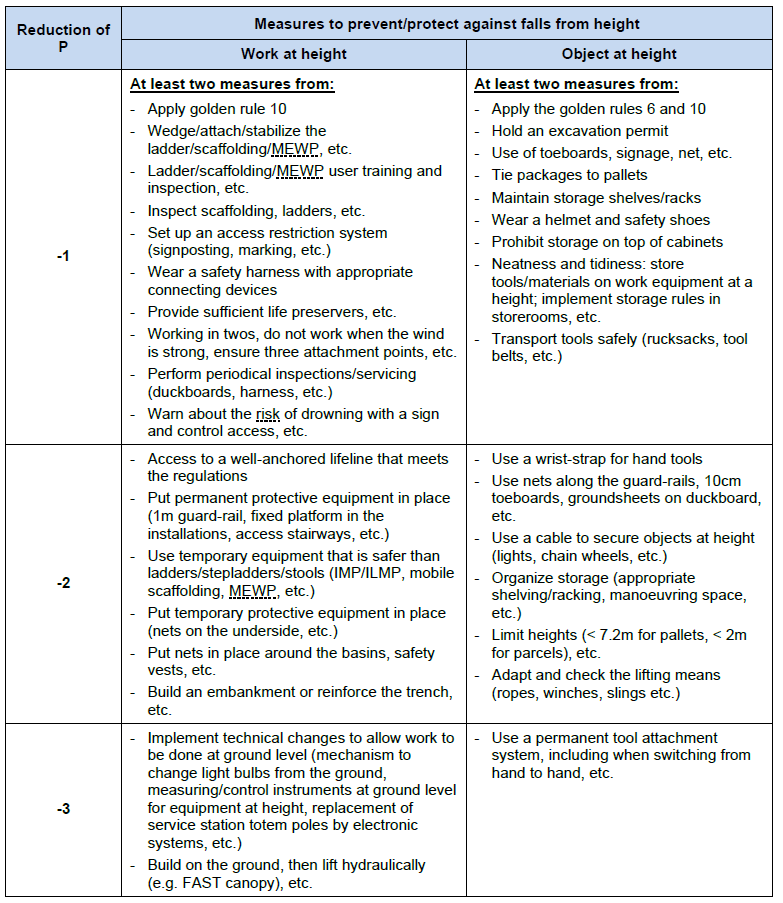 Reduction of
P
Measures to prevent/protect against falls from height
Work at height
Object at height
-1
At least two measures from:
- Apply golden rule 10
- Wedge/attach/stabilize the
ladder/scaffolding/MEWP, etc.
- Ladder/scaffolding/MEWP user training and
inspection, etc.
- Inspect scaffolding, ladders, etc.
- Set up an access restriction system
(signposting, marking, etc.)
- Wear a safety harness with appropriate
connecting devices
- Provide sufficient life preservers, etc.
- Working in twos, do not work when the wind
is strong, ensure three attachment points, etc.
- Perform periodical inspections/servicing
(duckboards, harness, etc.)
- Warn about the risk of drowning with a sign
and control access, etc.
At least two measures from:
- Apply the golden rules 6 and 10
- Hold an excavation permit
- Use of toeboards, signage, net, etc.
- Tie packages to pallets
- Maintain storage shelves/racks
- Wear a helmet and safety shoes
- Prohibit storage on top of cabinets
- Neatness and tidiness: store
tools/materials on work equipment at a
height; implement storage rules in
storerooms, etc.
- Transport tools safely (rucksacks, tool
belts, etc.)
-2
- Access to a well-anchored lifeline that meets
the regulations
- Put permanent protective equipment in place
(1m guard-rail, fixed platform in the
installations, access stairways, etc.)
- Use temporary equipment that is safer than
ladders/stepladders/stools (IMP/ILMP, mobile
scaffolding, MEWP, etc.)
- Put temporary protective equipment in place
(nets on the underside, etc.)
- Put nets in place around the basins, safety
vests, etc.
- Build an embankment or reinforce the trench,
etc.
- Use a wrist-strap for hand tools
- Use nets along the guard-rails, 10cm
toeboards, groundsheets on duckboard,
etc.
- Use a cable to secure objects at height
(lights, chain wheels, etc.)
- Organize storage (appropriate
shelving/racking, manoeuvring space,
etc.)
- Limit heights (< 7.2m for pallets, < 2m
for parcels), etc.
- Adapt and check the lifting means
(ropes, winches, slings etc.)
-3
- Implement technical changes to allow work to
be done at ground level (mechanism to
change light bulbs from the ground,
measuring/control instruments at ground level
for equipment at height, replacement of
service station totem poles by electronic
systems, etc.)
- Build on the ground, then lift hydraulically
(e.g. FAST canopy), etc.
- Use a permanent tool attachment
system, including when switching from
hand to hand, etc.